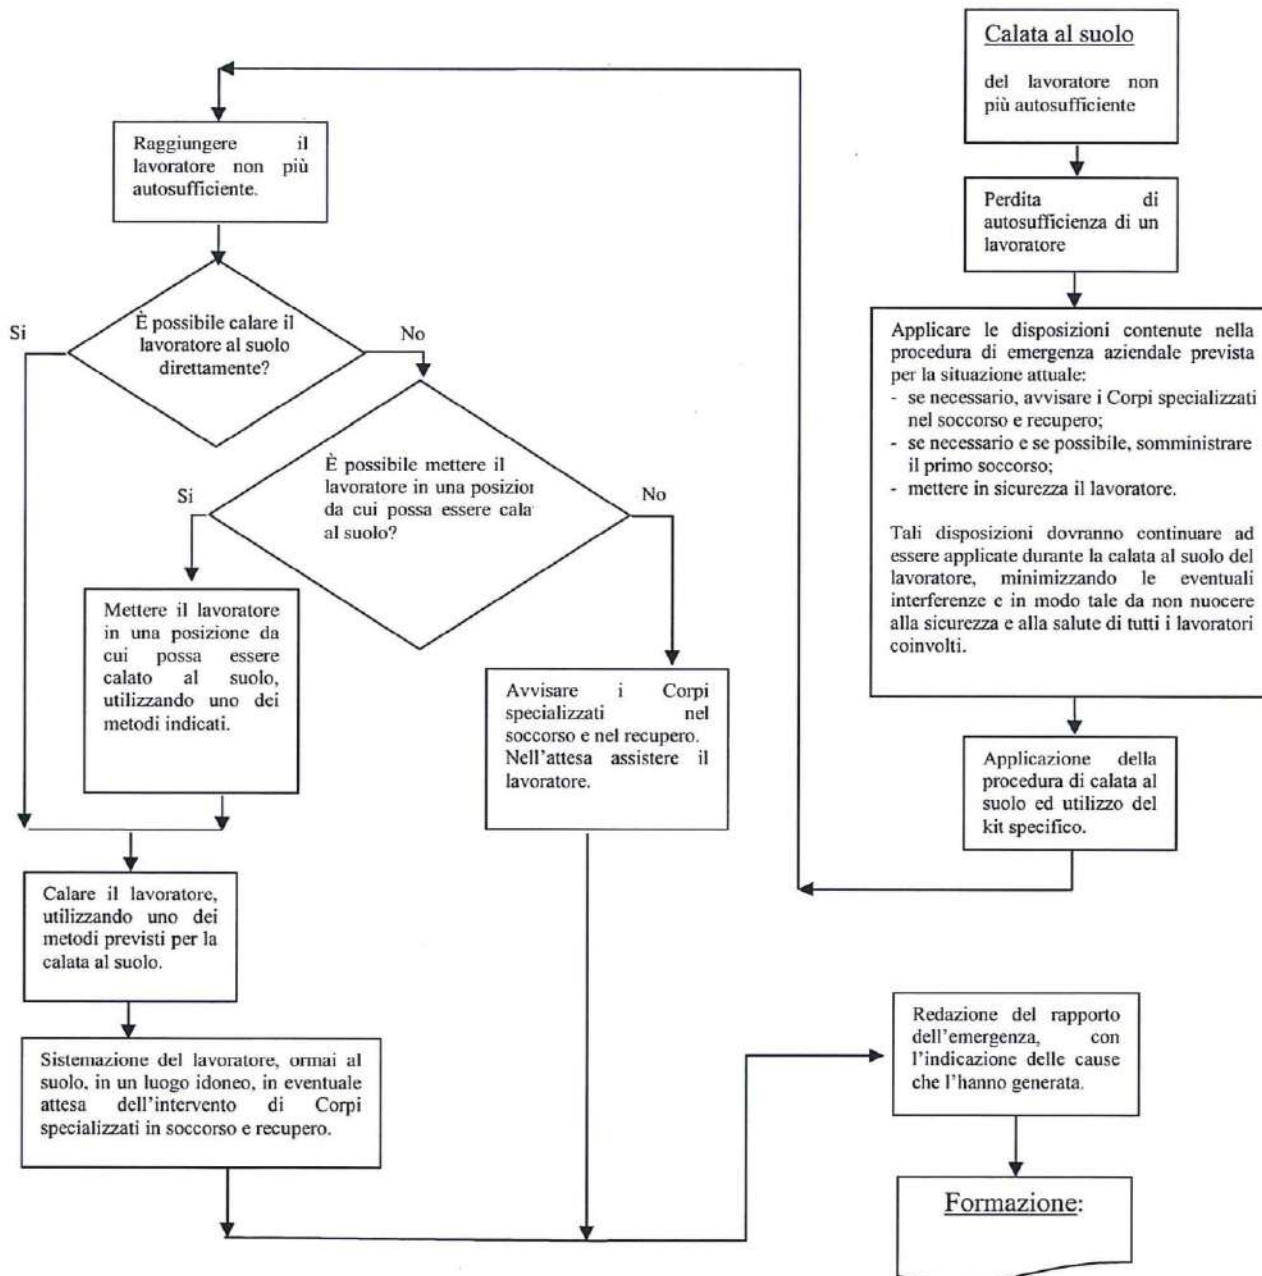 Calata al suolo
del lavoratore non
più autosufficiente
Perdita di
autosufficienza di un
lavoratore
Applicare le disposizioni contenute nella
procedura di emergenza aziendale prevista
per la situazione attuale:
- se necessario, avvisare i Corpi specializzati
nel soccorso e recupero;
- se necessario e se possibile, somministrare
il primo soccorso;
- mettere in sicurezza il lavoratore.
Tali disposizioni dovranno continuare ad
essere applicate durante la calata al suolo del
lavoratore, minimizzando le eventuali
interferenze e in modo tale da non nuocere
alla sicurezza e alla salute di tutti i lavoratori
coinvolti.
Applicazione della
procedura di calata al
suolo ed utilizzo del
kit specifico.
Raggiungere il
lavoratore non più
autosufficiente.
È possibile calare il
lavoratore al suolo
direttamente?
Si
No
È possibile mettere il
lavoratore in una posizion
da cui possa essere cala
al suolo?
Si
No
Mettere il lavoratore
in una posizione da
cui possa essere
calato al suolo,
utilizzando uno dei
metodi indicati.
Avvisare i Corpi
specializzati nel
soccorso e nel recupero.
Nell'attesa assistere il
lavoratore.
Calare il lavoratore,
utilizzando uno dei
metodi previsti per la
calata al suolo.
Sistemazione del lavoratore, ormai al
suolo, in un luogo idoneo, in eventuale
attesa dell'intervento di Corpi
specializzati in soccorso e recupero.
Redazione del rapporto
dell'emergenza, con
l'indicazione delle cause
che l'hanno generata.
Formazione: